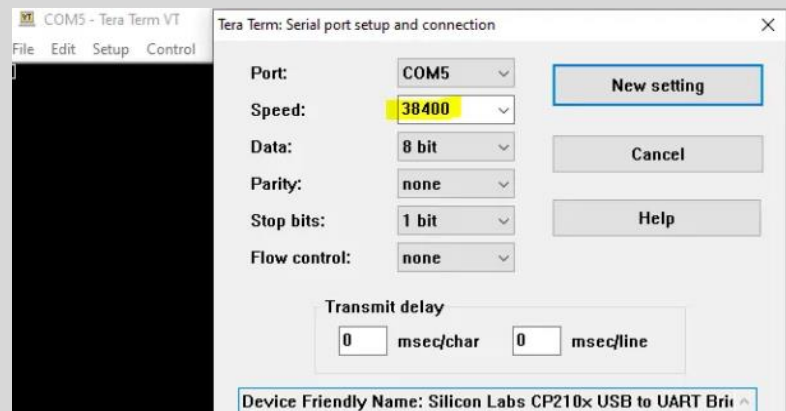 COM5 - Tera Term VT
File Edit Setup Control
Tera Term: Serial port setup and connection
Port: COM5
New setting
Speed: 38400
Data: 8 bit
Cancel
Parity: none
Stop bits: 1 bit
Help
Flow control: none
Transmit delay
0 msec/char 0 msec/line
Device Friendly Name: Silicon Labs CP210x USB to UART